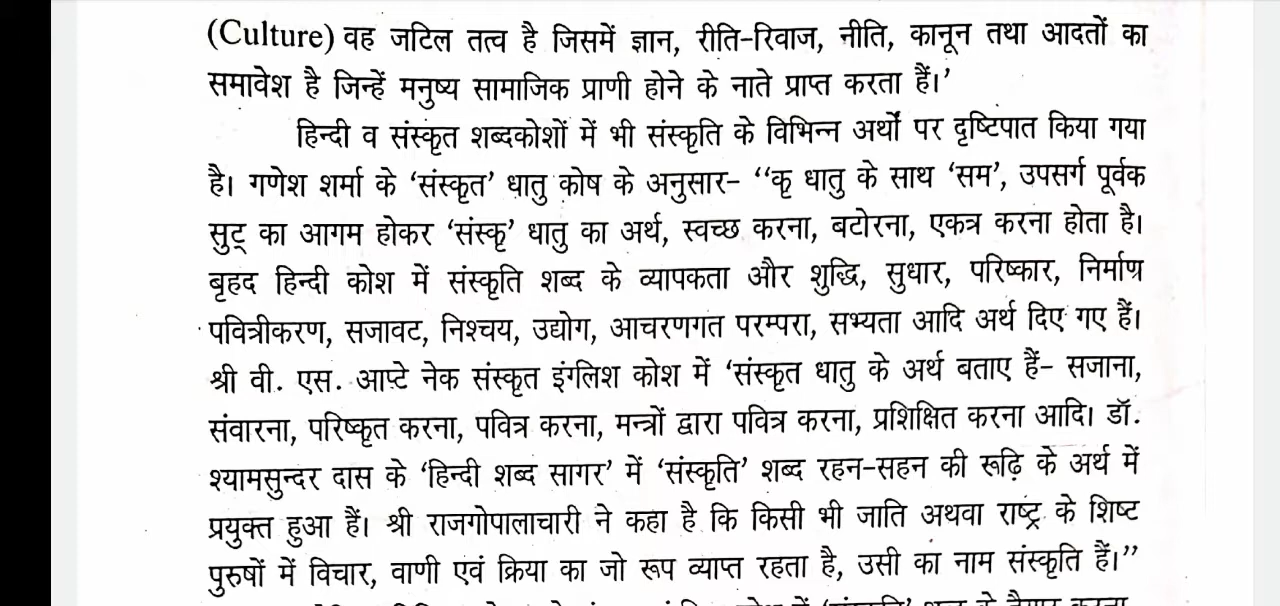 (Culture) वह जटिल तत्व है जिसमें ज्ञान, रीति-रिवाज, नीति, कानून तथा आदतों का
समावेश है जिन्हें मनुष्य सामाजिक प्राणी होने के नाते प्राप्त करता हैं।’
हिन्दी व संस्कृत शब्दकोशों में भी संस्कृति के विभिन्न अर्थों पर दृष्टिपात किया गया
है। गणेश शर्मा के ‘संस्कृत’ धातु कोष के अनुसार- “कृ धातु के साथ ‘सम’, उपसर्ग पूर्वक
सुट् का आगम होकर ‘संस्कृ’ धातु का अर्थ, स्वच्छ करना, बटोरना, एकत्र करना होता है।
बृहद हिन्दी कोश में संस्कृति शब्द के व्यापकता और शुद्धि, सुधार, परिष्कार, निर्माण
पवित्रीकरण, सजावट, निश्चय, उद्योग, आचरणगत परम्परा, सभ्यता आदि अर्थ दिए गए हैं।
श्री वी. एस. आप्टे नेक संस्कृत इंगलिश कोश में ‘संस्कृत धातु के अर्थ बताए हैं- सजाना,
संवारना, परिष्कृत करना, पवित्र करना, मन्त्रों द्वारा पवित्र करना, प्रशिक्षित करना आदि। डॉ.
श्यामसुन्दर दास के ‘हिन्दी शब्द सागर’ में ‘संस्कृति’ शब्द रहन-सहन की रूढ़ि के अर्थ में
प्रयुक्त हुआ हैं। श्री राजगोपालाचारी ने कहा है कि किसी भी जाति अथवा राष्ट्र के शिष्ट
पुरुषों में विचार, वाणी एवं क्रिया का जो रूप व्याप्त रहता है, उसी का नाम संस्कृति हैं।”